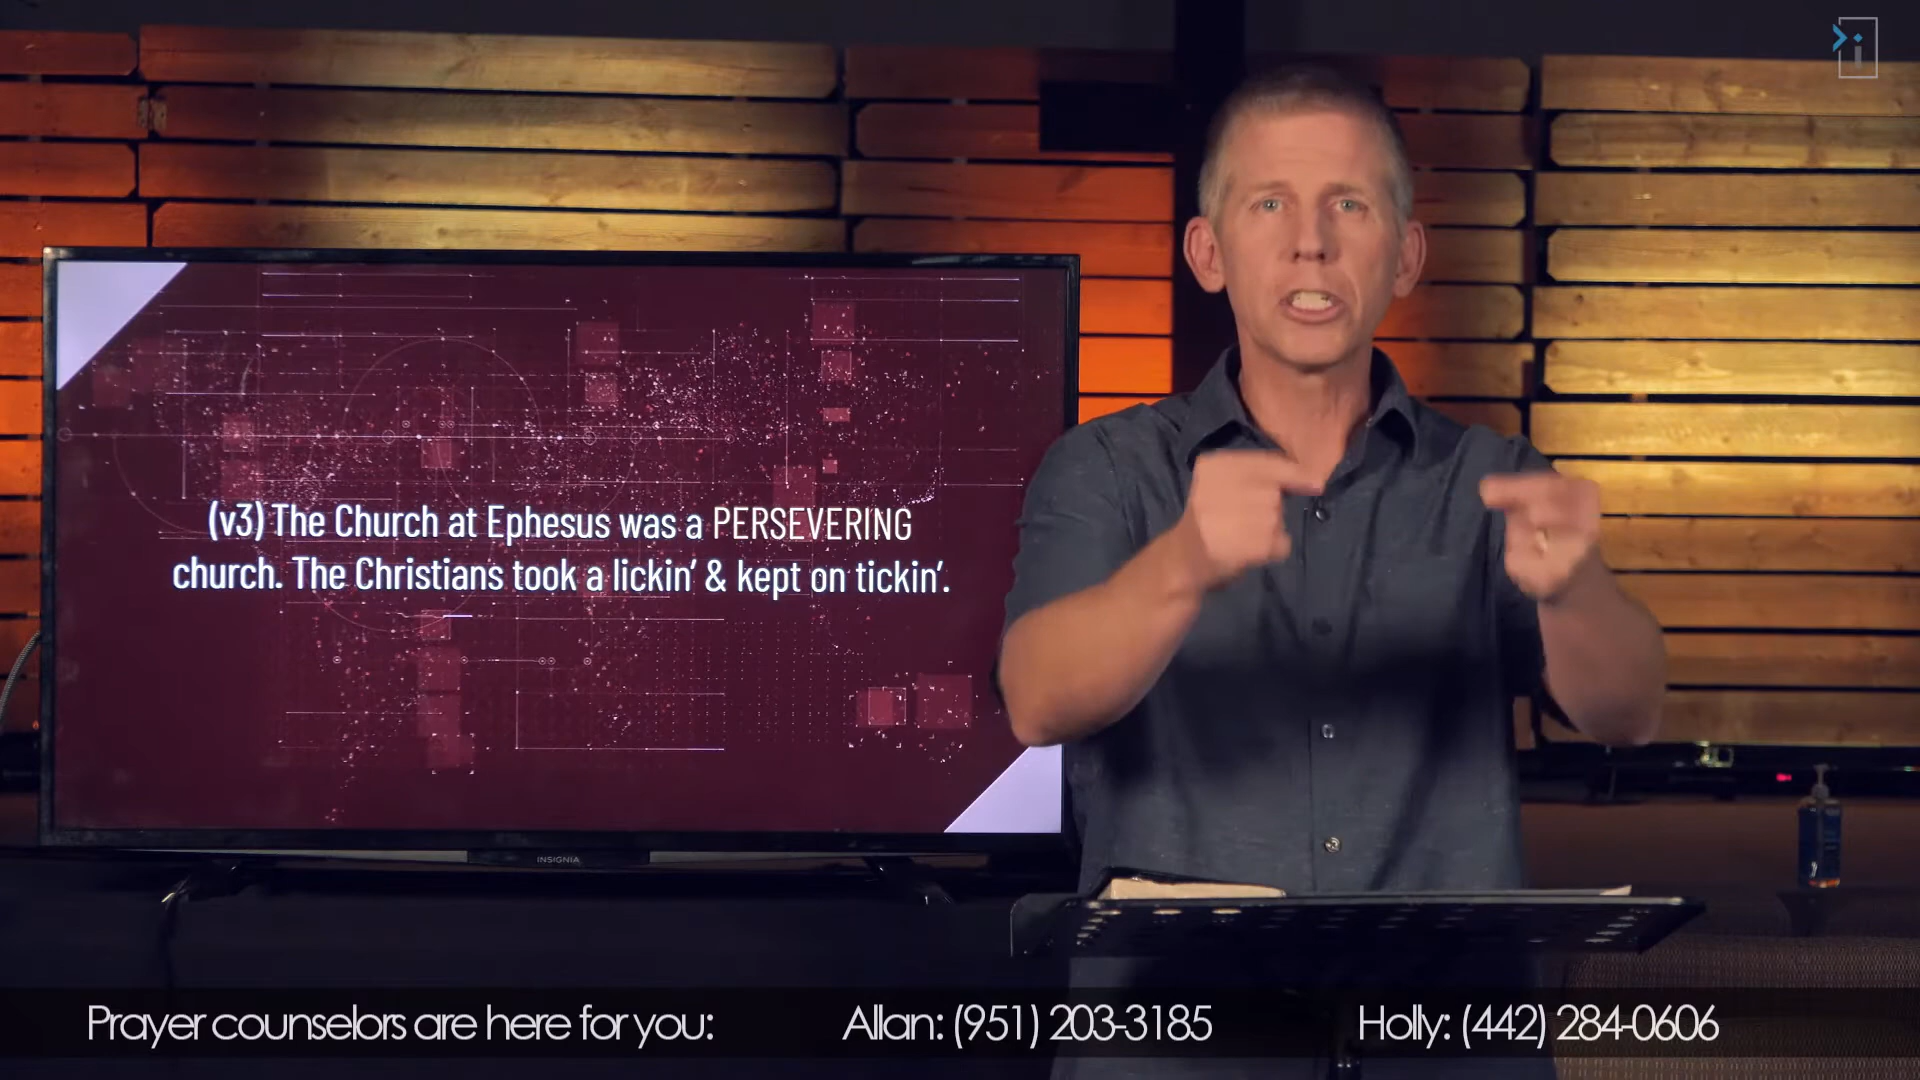 (v3) The Church at Ephesus was a PERSEVERING
church. The Christians took a lickin' & kept on tickin'.
INSIGNIA
Prayer counselors are here for you: Allan: (951) 203-3185 Holly: (442) 284-0606